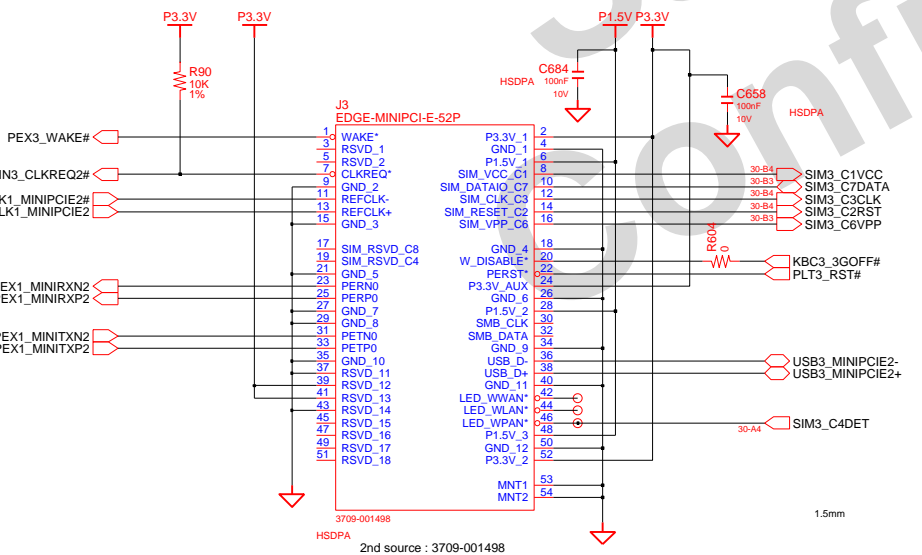 P3.3V
P3.3V
P1.5V
P3.3V
R90
10K
1%
C684
100nF
10V
HSDPA
C658
100nF
10V
HSDPA
J3
EDGE-MINIPCI-E-52P
PEX3_WAKE#
IN3_CLKREQ2#
LK1_MINIPCIE2#
LK1_MINIPCIE2
PEX1_MINIRXN2
PEX1_MINIRXP2
PEX1_MINITXN2
PEX1_MINITXP2
1 WAKE*
3 RSVD_1
5 RSVD_2
7 CLKREQ*
9 GND_2
11 REFCLK-
13 REFCLK+
15 GND_3
17 SIM_RSVD_C8
19 SIM_RSVD_C4
21 GND_5
23 PERN0
25 PERP0
27 GND_7
29 GND_8
31 PETN0
33 PETP0
35 GND_10
37 RSVD_11
39 RSVD_12
41 RSVD_13
43 RSVD_14
45 RSVD_15
47 RSVD_16
49 RSVD_17
51 RSVD_18
P3.3V_1 2
GND_1 4
P1.5V_1 6
SIM_VCC_C1 8
SIM_DATAIO_C7 10
SIM_CLK_C3 12
SIM_RESET_C2 14
SIM_VPP_C6 16
GND_4 18
W_DISABLE* 20
PERST* 22
P3.3V_AUX 24
GND_6 26
P1.5V_2 28
SMB_CLK 30
SMB_DATA 32
GND_9 34
USB_D- 36
USB_D+ 38
GND_11 40
LED_WWAN* 42
LED_WLAN* 44
LED_WPAN* 46
P1.5V_3 48
GND_12 50
P3.3V_2 52
MNT1 53
MNT2 54
30-B4 SIM3_C1VCC
30-B3 SIM3_C7DATA
30-B4 SIM3_C3CLK
30-B4 SIM3_C2RST
30-B3 SIM3_C6VPP
R604
0
KBC3_3GOFF#
PLT3_RST#
USB3_MINIPCIE2-
USB3_MINIPCIE2+
30-A4 SIM3_C4DET
3709-001498
HSDPA
2nd source : 3709-001498
1.5mm